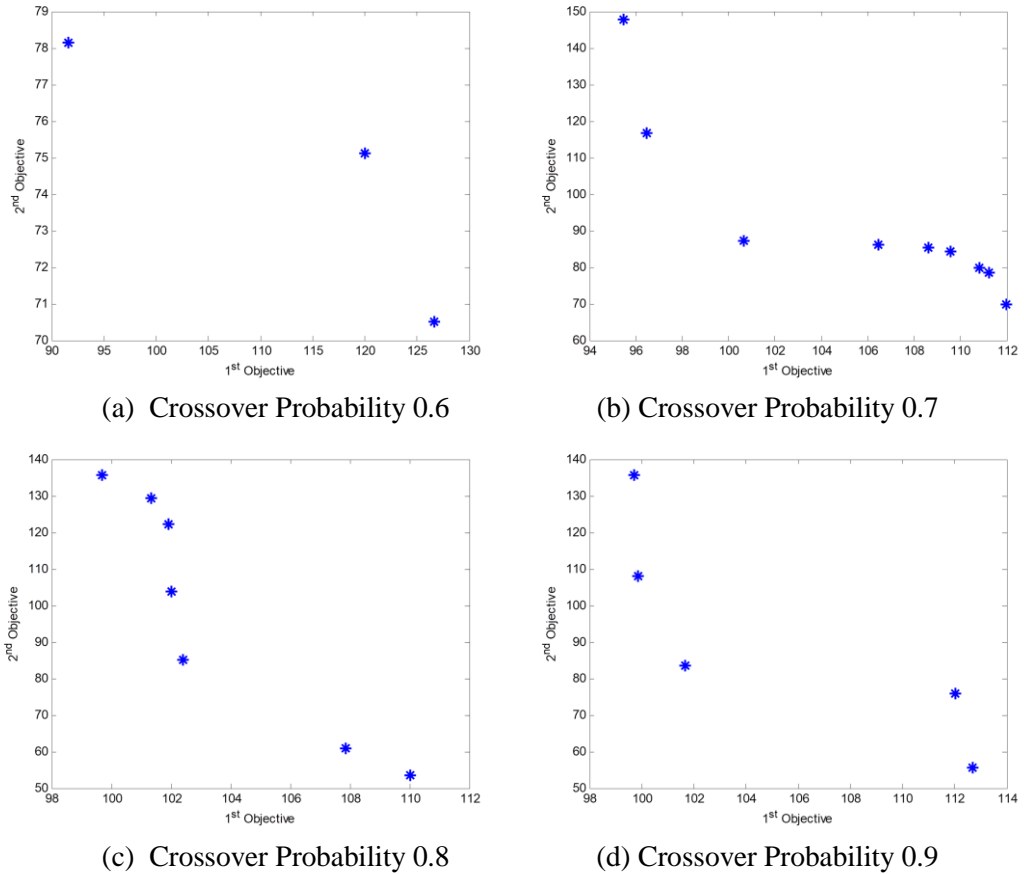 79
78
77
76
75
74
73
72
71
70
2nd Objective
90 95 100 105 110 115 120 125 130
1st Objective
(a) Crossover Probability 0.6
150
140
130
120
110
100
90
80
70
60
2nd Objective
94 96 98 100 102 104 106 108 110 112
1st Objective
(b) Crossover Probability 0.7
140
130
120
110
100
90
80
70
60
50
2nd Objective
98 100 102 104 106 108 110 112
1st Objective
(c) Crossover Probability 0.8
140
130
120
110
100
90
80
70
60
50
2nd Objective
98 100 102 104 106 108 110 112 114
1st Objective
(d) Crossover Probability 0.9